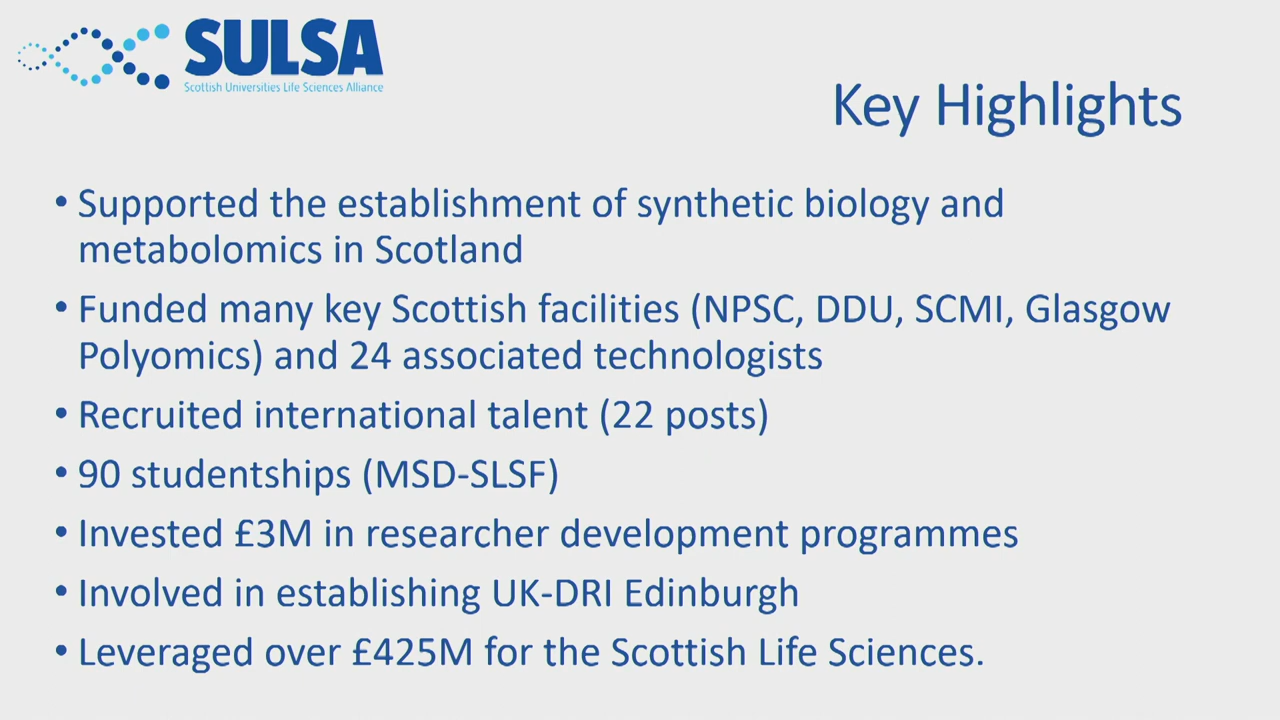 SULSA
Scottish Universities Life Sciences Alliance
Key Highlights
• Supported the establishment of synthetic biology and
metabolomics in Scotland
• Funded many key Scottish facilities (NPSC, DDU, SCMI, Glasgow
Polyomics) and 24 associated technologists
• Recruited international talent (22 posts)
• 90 studentships (MSD-SLSF)
• Invested £3M in researcher development programmes
• Involved in establishing UK-DRI Edinburgh
• Leveraged over £425M for the Scottish Life Sciences.